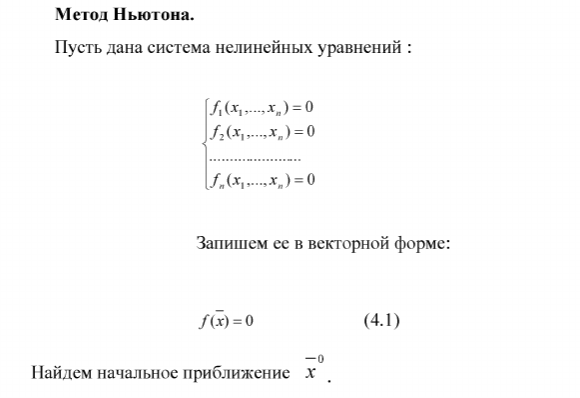 Метод Ньютона.
Пусть дана система нелинейных уравнений :
f₁(x₁,...,xₙ) = 0
f₂(x₁,...,xₙ) = 0
.......................
fₙ(x₁,...,xₙ) = 0
Запишем ее в векторной форме:
f(x̅) = 0 (4.1)
Найдем начальное приближение x̅⁰.